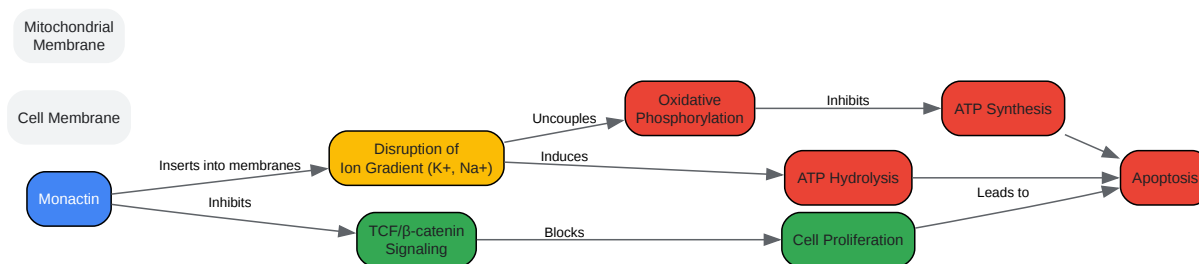 Mitochondrial
Membrane
Cell Membrane
Monactin
Inserts into membranes
Inhibits
Disruption of
Ion Gradient (K+, Na+)
TCF/β-catenin
Signaling
Uncouples
Induces
Blocks
Oxidative
Phosphorylation
Inhibits
ATP Synthesis
ATP Hydrolysis
Cell Proliferation
Leads to
Apoptosis